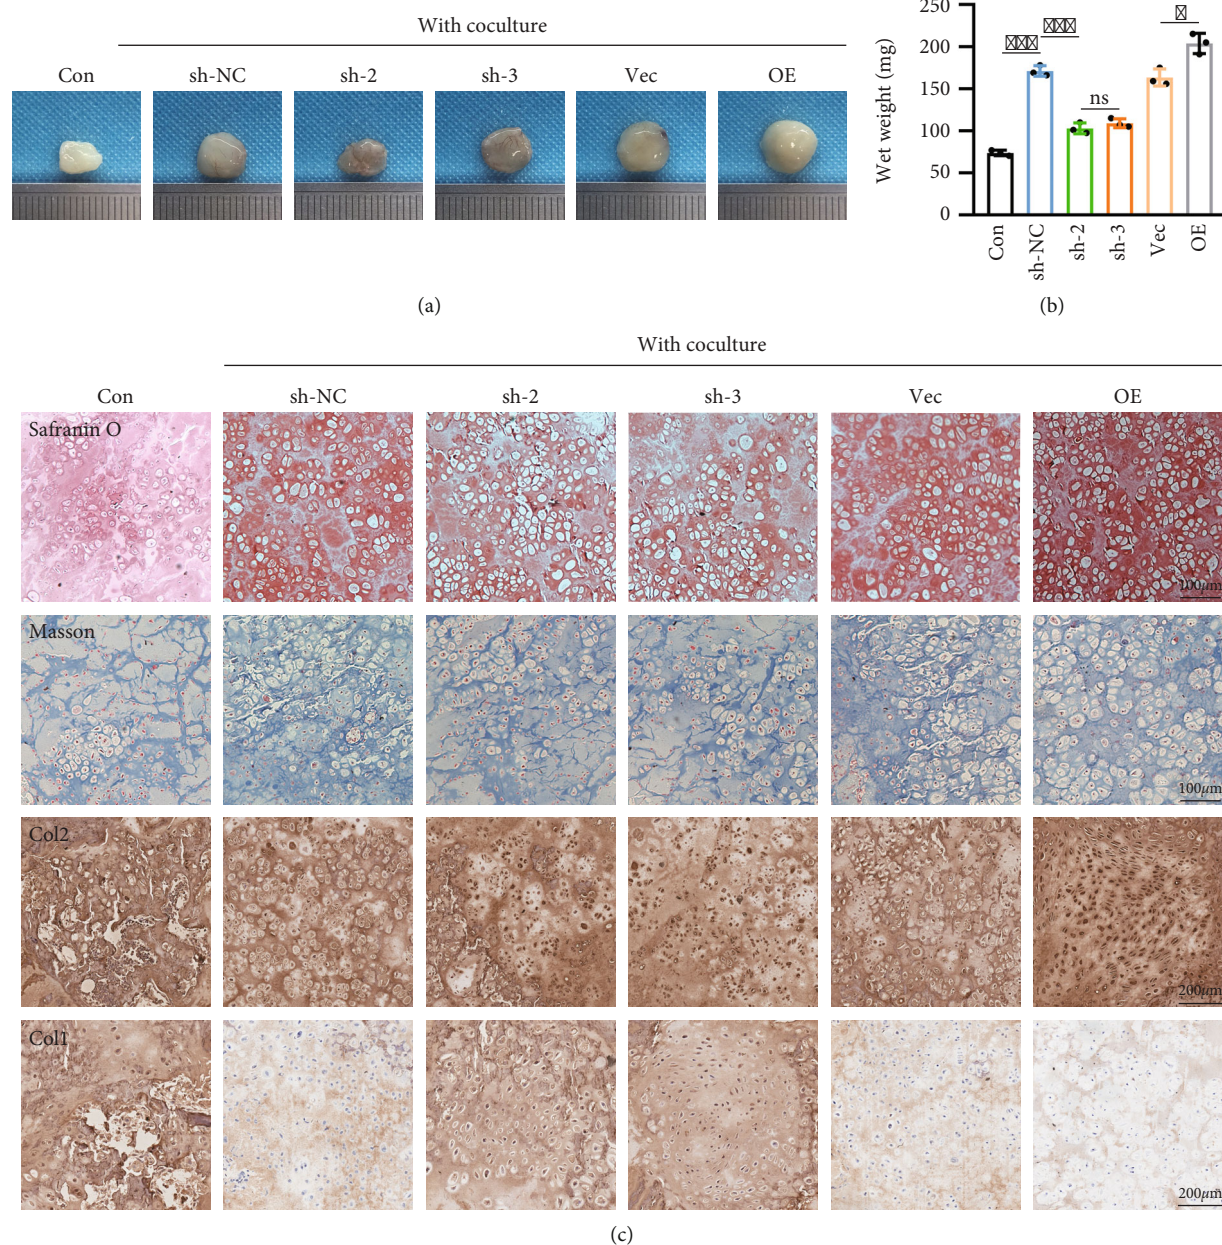 With coculture
Con sh-NC sh-2 sh-3 Vec OE
(a)
Wet weight (mg)
250
200
150
100
50
0
ns
Con sh-NC sh-2 sh-3 Vec OE
(b)
With coculture
Con sh-NC sh-2 sh-3 Vec OE
Safranin O
100μm
Masson
100μm
Col2
200μm
Col1
200μm
(c)